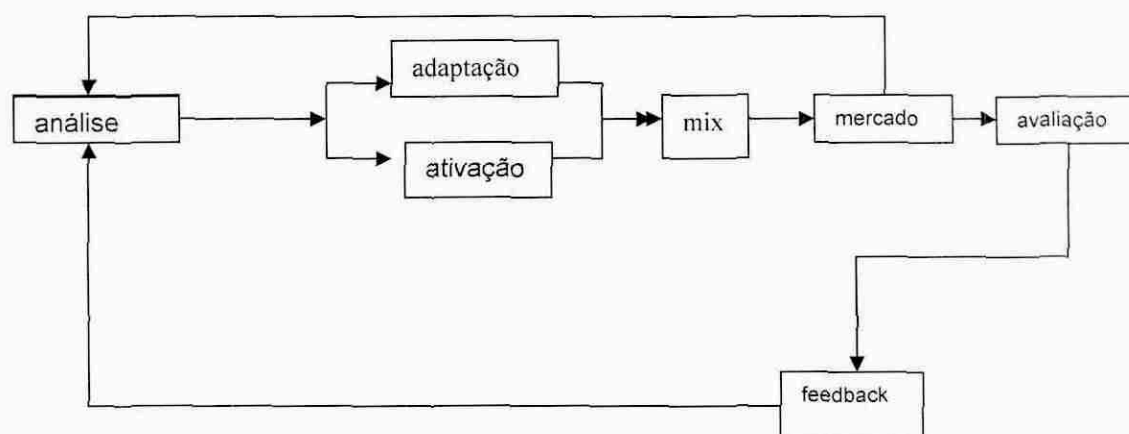 adaptação
análise
mix
mercado
avaliação
ativação
feedback